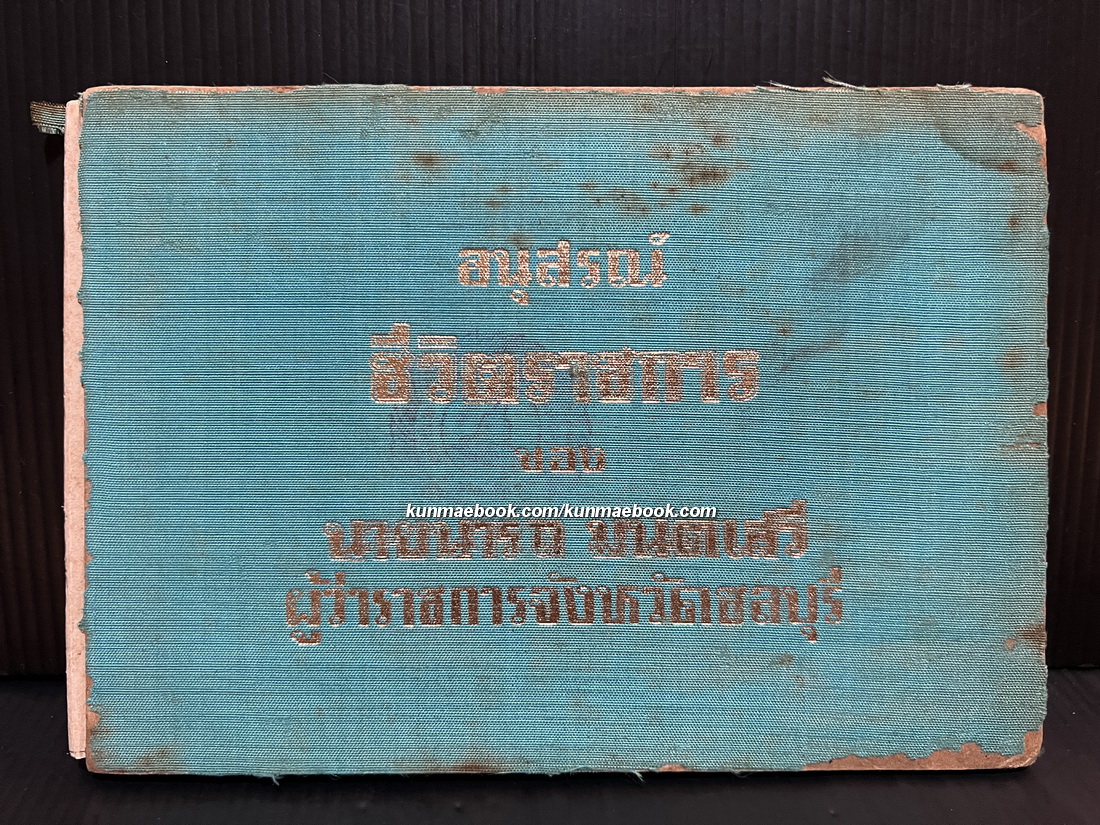 อนุสรณ์
ชีวิตราชการ
ของ
kunmaebook.com/kunmaebook.com
นายนารถ มนตเสวี
ผู้ว่าราชการจังหวัดชลบุรี